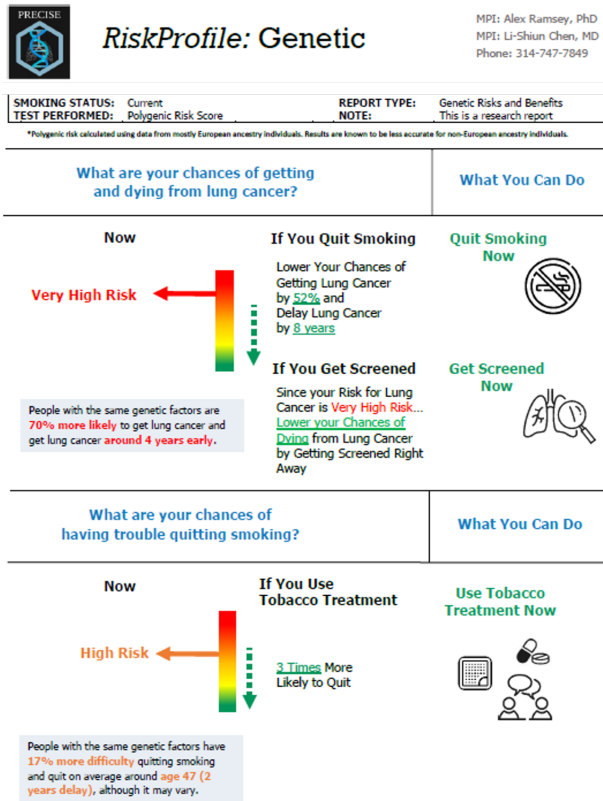 PRECISE
RiskProfile: Genetic
MPI: Alex Ramsey, PhD
MPI: Li-Shiun Chen, MD
Phone: 314-747-7849
SMOKING STATUS: Current
REPORT TYPE: Genetic Risks and Benefits
TEST PERFORMED: Polygenic Risk Score
NOTE: This is a research report
*Polygenic risk calculated using data from mostly European ancestry individuals. Results are known to be less accurate for non-European ancestry individuals.
What are your chances of getting
and dying from lung cancer?
What You Can Do
Now
Very High Risk
People with the same genetic factors are
70% more likely to get lung cancer and
get lung cancer around 4 years early.
If You Quit Smoking
Lower Your Chances of
Getting Lung Cancer
by 52% and
Delay Lung Cancer
by 8 years
Quit Smoking
Now
If You Get Screened
Since your Risk for Lung
Cancer is Very High Risk...
Lower your Chances of
Dying from Lung Cancer
by Getting Screened Right
Away
Get Screened
Now
What are your chances of
having trouble quitting smoking?
What You Can Do
Now
High Risk
People with the same genetic factors have
17% more difficulty quitting smoking
and quit on average around age 47 (2
years delay), although it may vary.
If You Use
Tobacco Treatment
3 Times More
Likely to Quit
Use Tobacco
Treatment Now